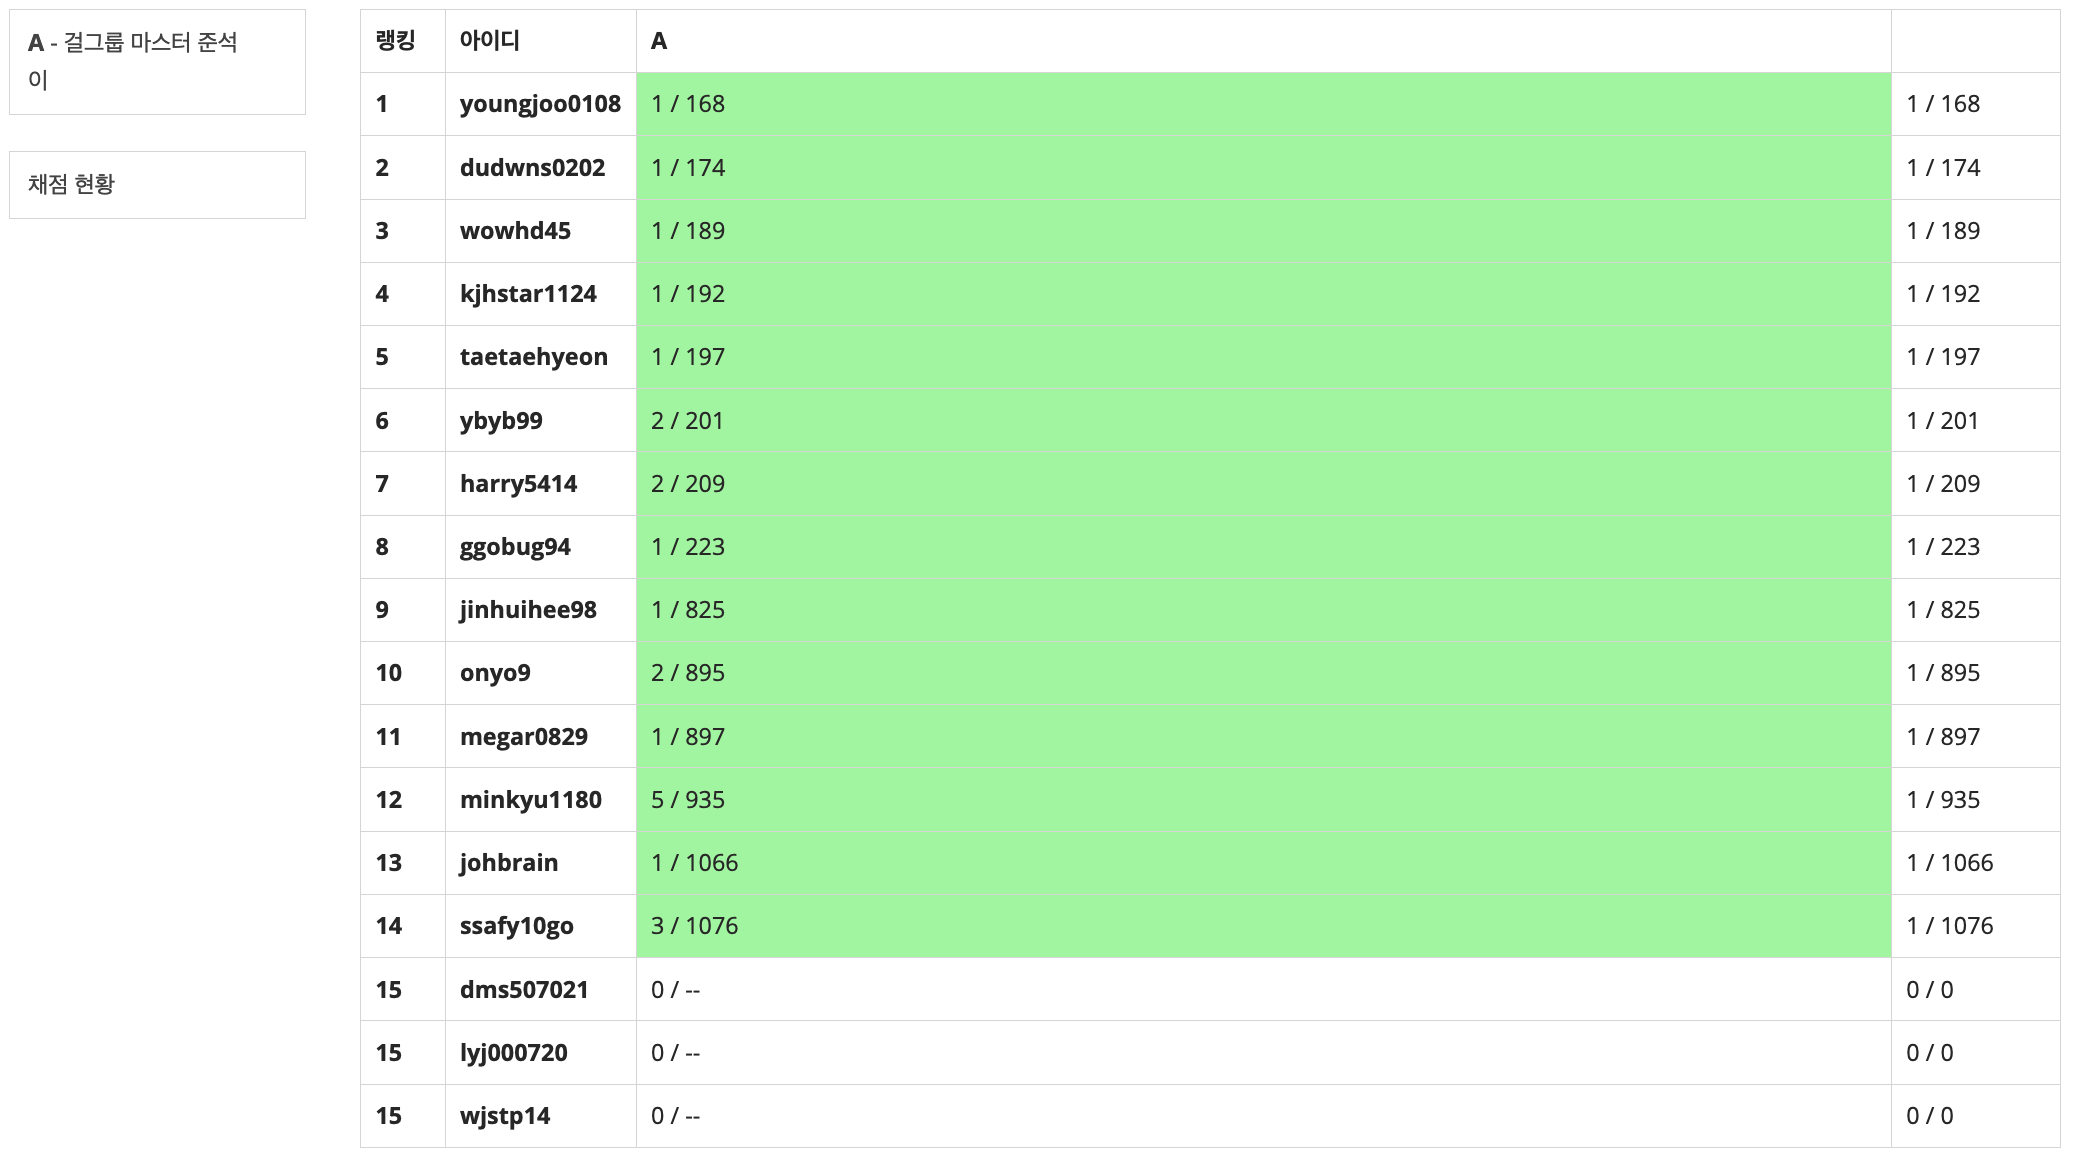 A - 걸그룹 마스터 준석
이
채점 현황
랭킹 아이디 A
1 youngjoo0108 1 / 168 1 / 168
2 dudwns0202 1 / 174 1 / 174
3 wowhd45 1 / 189 1 / 189
4 kjhstar1124 1 / 192 1 / 192
5 taetaehyeon 1 / 197 1 / 197
6 ybyb99 2 / 201 1 / 201
7 harry5414 2 / 209 1 / 209
8 ggobug94 1 / 223 1 / 223
9 jinhuihee98 1 / 825 1 / 825
10 onyo9 2 / 895 1 / 895
11 megar0829 1 / 897 1 / 897
12 minkyu1180 5 / 935 1 / 935
13 johbrain 1 / 1066 1 / 1066
14 ssafy10go 3 / 1076 1 / 1076
15 dms507021 0 / -- 0 / 0
15 lyj000720 0 / -- 0 / 0
15 wjstp14 0 / -- 0 / 0